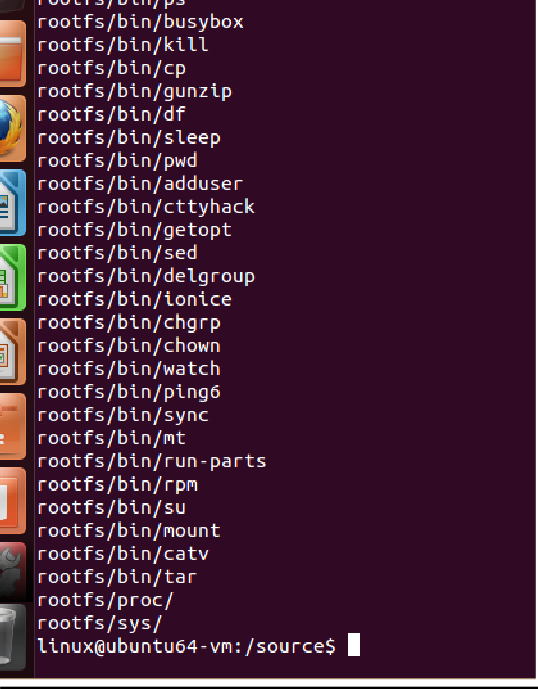 rootfs/bin/ps
rootfs/bin/busybox
rootfs/bin/kill
rootfs/bin/cp
rootfs/bin/gunzip
rootfs/bin/df
rootfs/bin/sleep
rootfs/bin/pwd
rootfs/bin/adduser
rootfs/bin/cttyhack
rootfs/bin/getopt
rootfs/bin/sed
rootfs/bin/delgroup
rootfs/bin/ionice
rootfs/bin/chgrp
rootfs/bin/chown
rootfs/bin/watch
rootfs/bin/ping6
rootfs/bin/sync
rootfs/bin/mt
rootfs/bin/run-parts
rootfs/bin/rpm
rootfs/bin/su
rootfs/bin/mount
rootfs/bin/catv
rootfs/bin/tar
rootfs/proc/
rootfs/sys/
linux@ubuntu64-vm:/source$